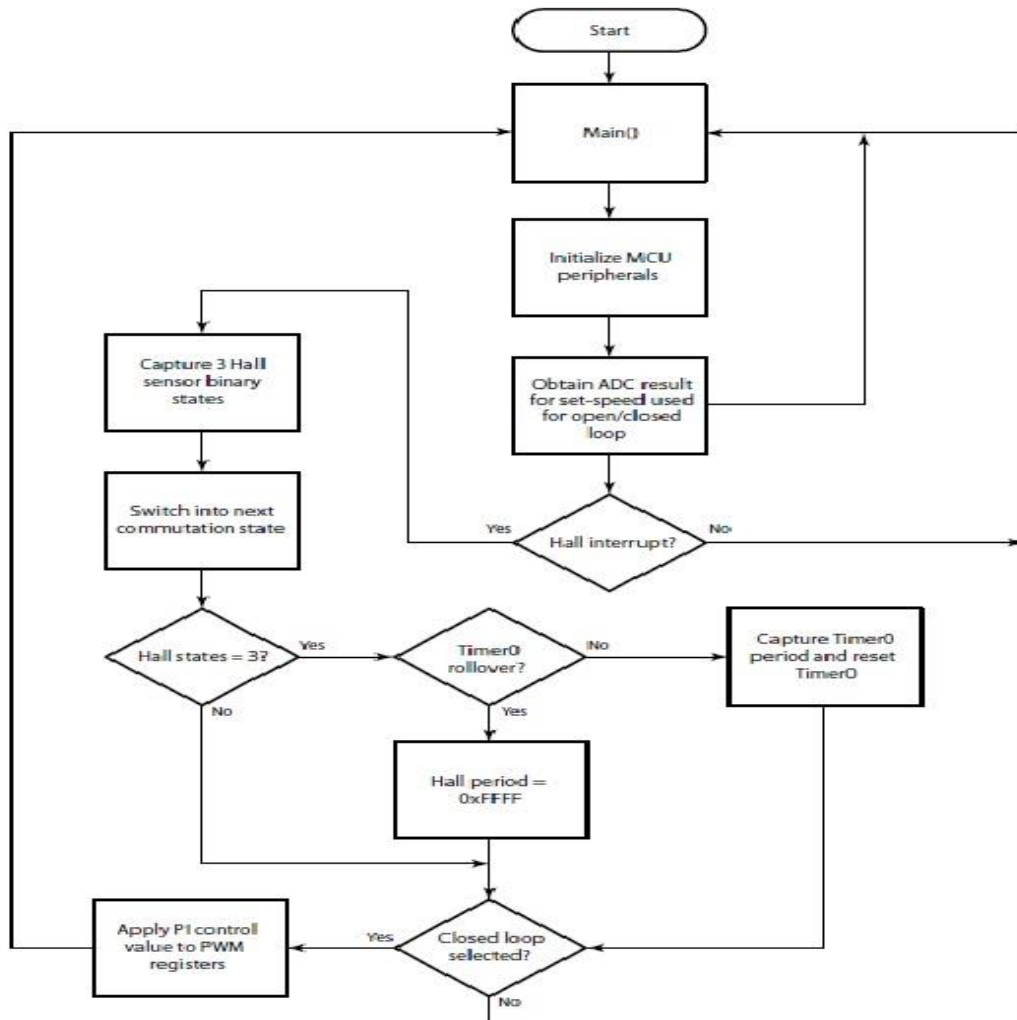 Start
Main()
Initialize MCU
peripherals
Capture 3 Hall
sensor binary
states
Obtain ADC result
for set-speed used
for open/closed
loop
Switch into next
commutation state
Yes
Hall interrupt?
No
Hall states = 3?
Yes
Timer0
rollover?
No
Capture Timer0
period and reset
Timer0
No
Yes
Hall period =
0xFFFF
Apply PI control
value to PWM
registers
Yes
Closed loop
selected?
No